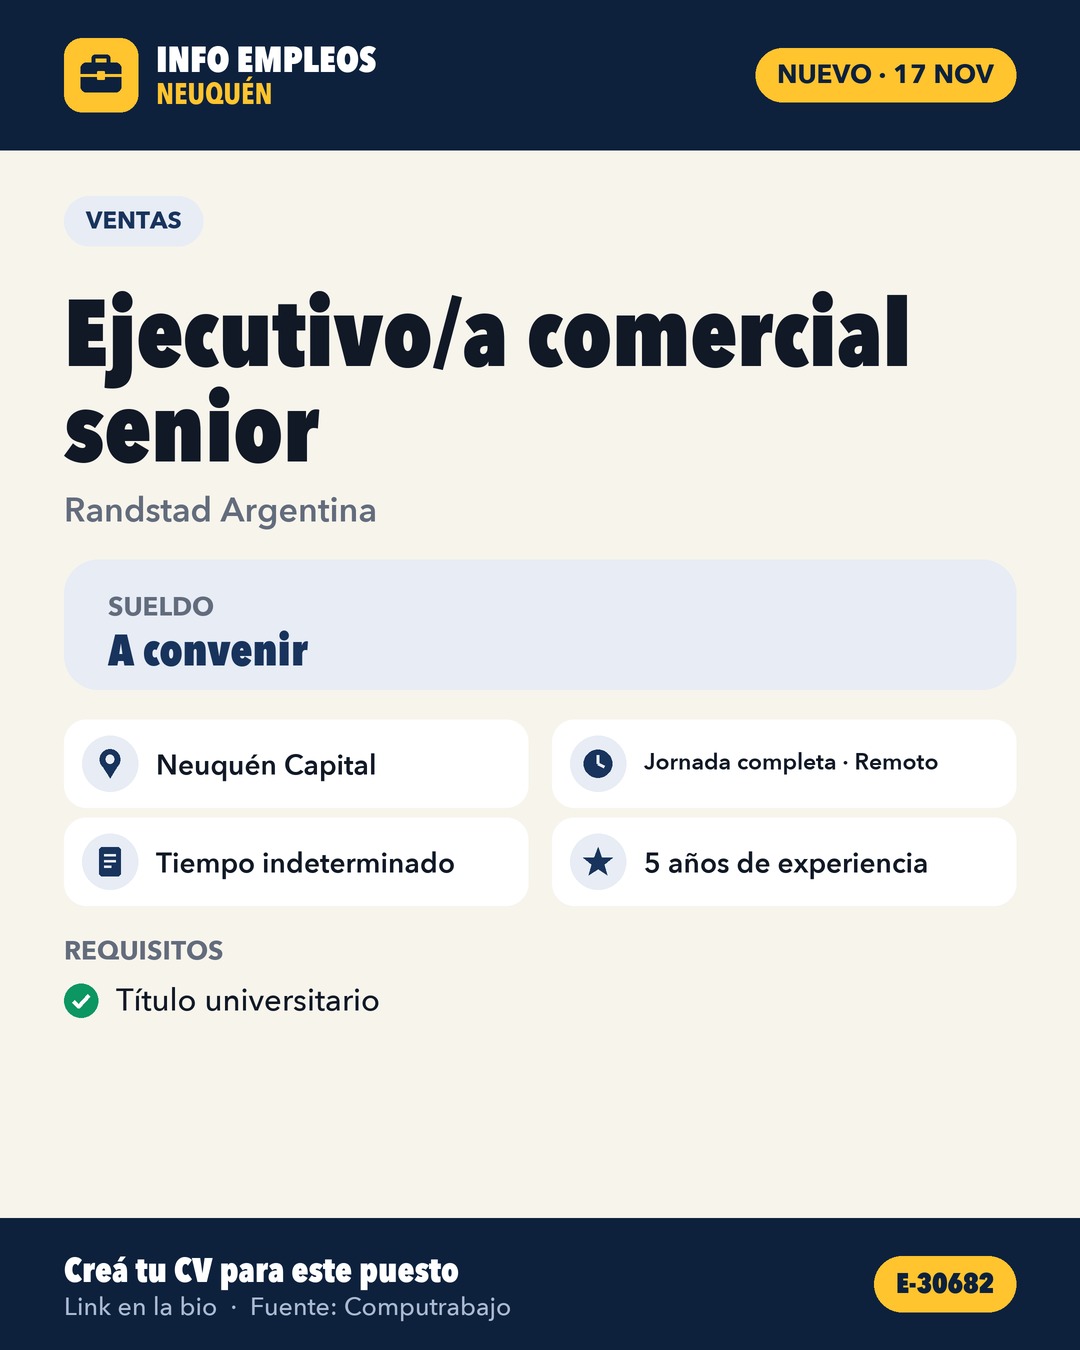 INFO EMPLEOS
NEUQUÉN
NUEVO · 17 NOV
VENTAS
Ejecutivo/a comercial
senior
Randstad Argentina
SUELDO
A convenir
Neuquén Capital
Jornada completa · Remoto
Tiempo indeterminado
5 años de experiencia
REQUISITOS
Título universitario
Creá tu CV para este puesto
Link en la bio · Fuente: Computrabajo
E-30682